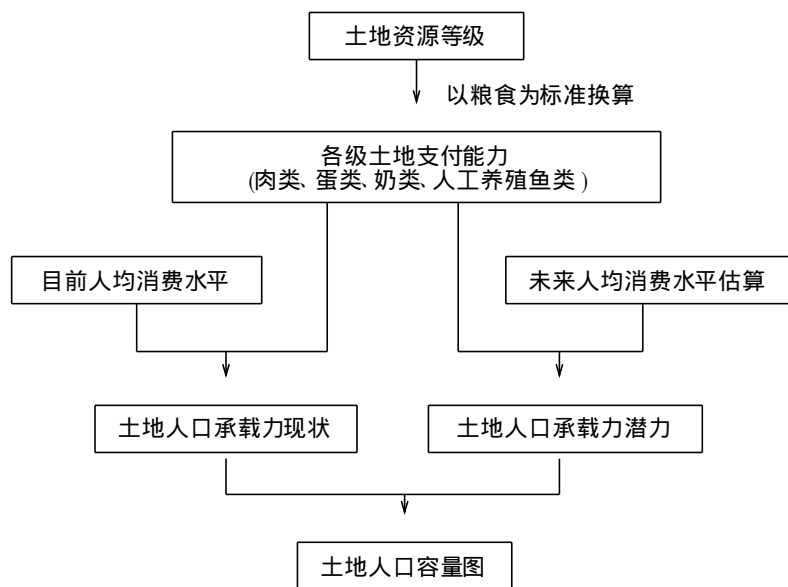 土地资源等级
以粮食为标准换算
各级土地支付能力
(肉类、蛋类、奶类、人工养殖鱼类)
目前人均消费水平
未来人均消费水平估算
土地人口承载力现状
土地人口承载力潜力
土地人口容量图